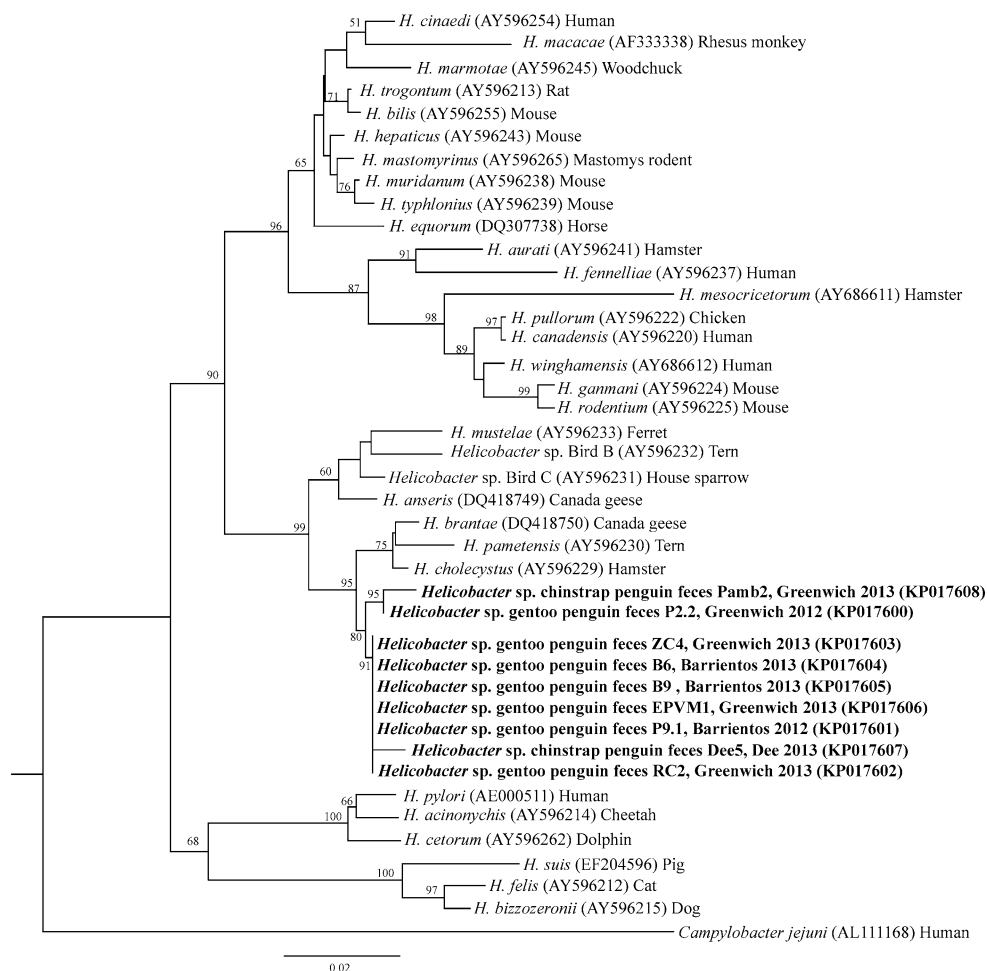 51
H. cinaedi (AY596254) Human
H. macacae (AF333338) Rhesus monkey
H. marmotae (AY596245) Woodchuck
71
H. trogontum (AY596213) Rat
H. bilis (AY596255) Mouse
H. hepaticus (AY596243) Mouse
65
H. mastomyrinus (AY596265) Mastomys rodent
76
H. muridanum (AY596238) Mouse
H. typhlonius (AY596239) Mouse
96
H. equorum (DQ307738) Horse
91
H. aurati (AY596241) Hamster
H. fennelliae (AY596237) Human
87
H. mesocricetorum (AY686611) Hamster
98
97
H. pullorum (AY596222) Chicken
H. canadensis (AY596220) Human
89
H. winghamensis (AY686612) Human
90
99
H. ganmani (AY596224) Mouse
H. rodentium (AY596225) Mouse
H. mustelae (AY596233) Ferret
Helicobacter sp. Bird B (AY596232) Tern
60
Helicobacter sp. Bird C (AY596231) House sparrow
H. anseris (DQ418749) Canada geese
99
H. brantae (DQ418750) Canada geese
75
H. pametensis (AY596230) Tern
H. cholecystus (AY596229) Hamster
95
95
Helicobacter sp. chinstrap penguin feces Pamb2, Greenwich 2013 (KP017608)
Helicobacter sp. gentoo penguin feces P2.2, Greenwich 2012 (KP017600)
80
Helicobacter sp. gentoo penguin feces ZC4, Greenwich 2013 (KP017603)
91
Helicobacter sp. gentoo penguin feces B6, Barrientos 2013 (KP017604)
Helicobacter sp. gentoo penguin feces B9 , Barrientos 2013 (KP017605)
Helicobacter sp. gentoo penguin feces EPVM1, Greenwich 2013 (KP017606)
Helicobacter sp. gentoo penguin feces P9.1, Barrientos 2012 (KP017601)
Helicobacter sp. chinstrap penguin feces Dee5, Dee 2013 (KP017607)
Helicobacter sp. gentoo penguin feces RC2, Greenwich 2013 (KP017602)
66
H. pylori (AE000511) Human
100
H. acinonychis (AY596214) Cheetah
68
H. cetorum (AY596262) Dolphin
100
H. suis (EF204596) Pig
97
H. felis (AY596212) Cat
H. bizzozeronii (AY596215) Dog
Campylobacter jejuni (AL111168) Human
0.02